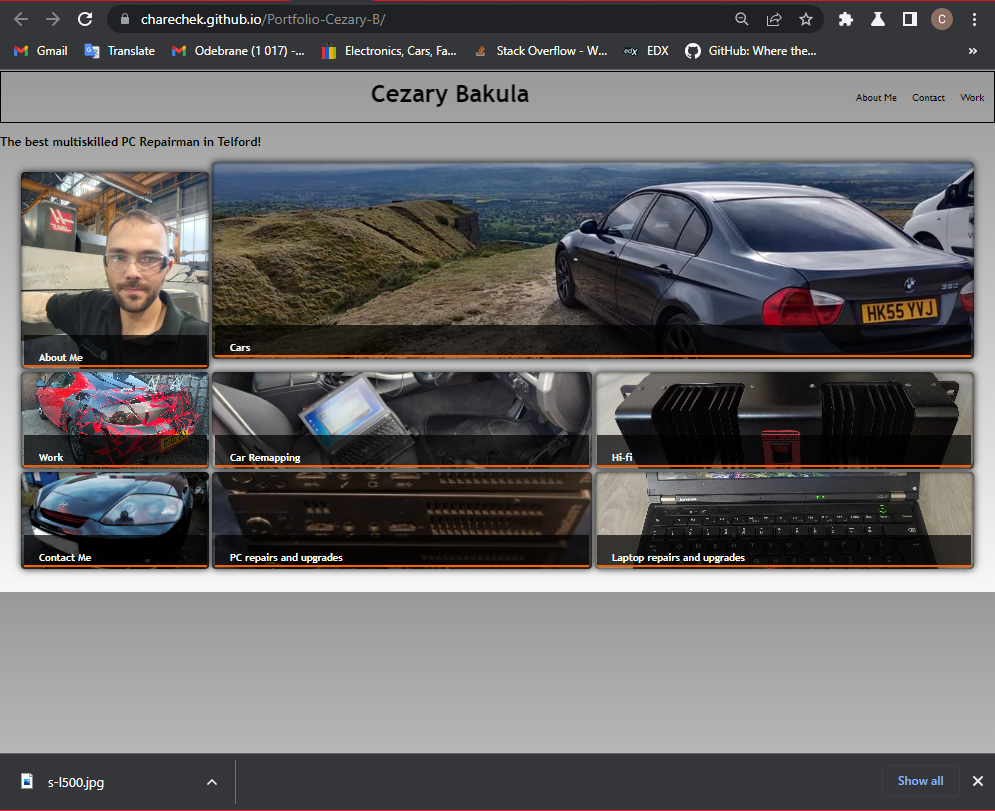 charechek.github.io/Portfolio-Cezary-B/
C
Gmail Translate Odebrane (1 017) -... Electronics, Cars, Fa... Stack Overflow - W... edX EDX GitHub: Where the... »
Cezary Bakula
About Me Contact Work
The best multiskilled PC Repairman in Telford!
HK55 YVJ
About Me
Cars
Work
Car Remapping
Hi-fi
lenovo
Contact Me
PC repairs and upgrades
Laptop repairs and upgrades
s-l500.jpg
Show all